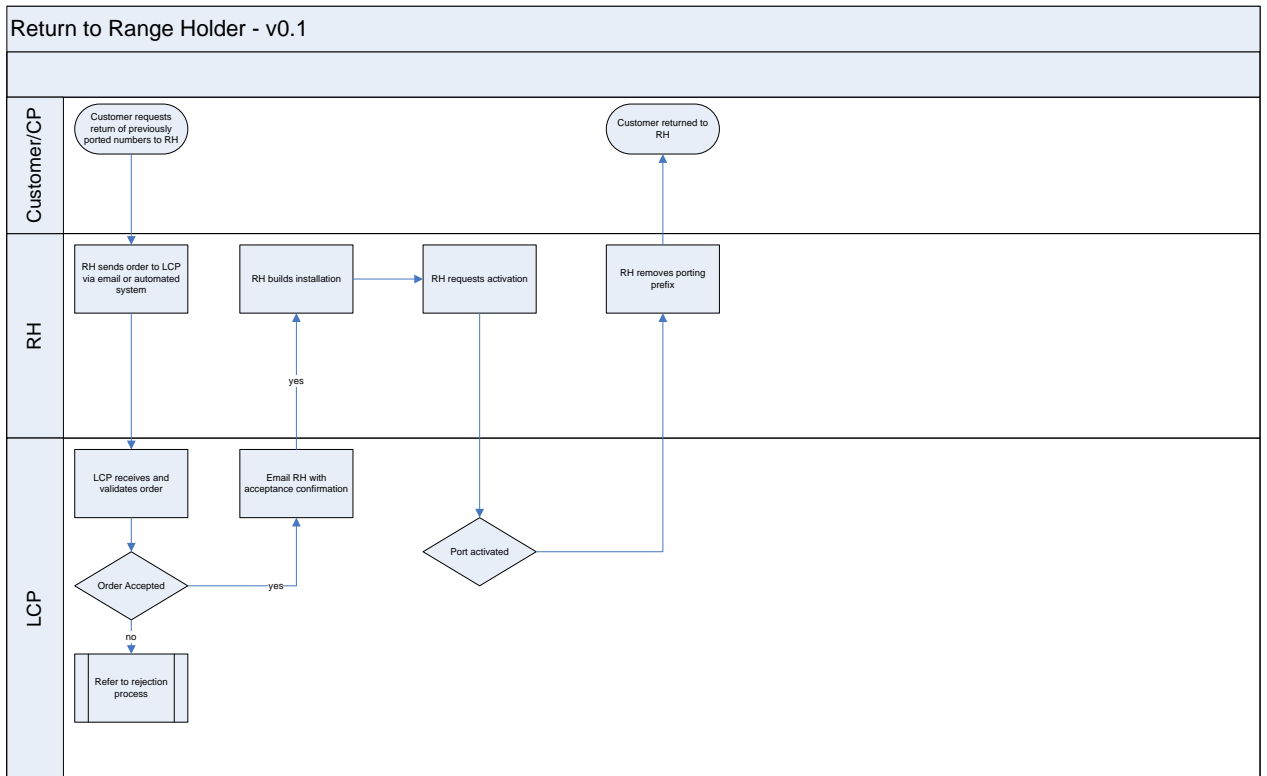 Return to Range Holder - v0.1
Customer/CP
Customer requests
return of previously
ported numbers to RH
Customer returned to
RH
RH
RH sends order to LCP
via email or automated
system
RH builds installation
RH requests activation
RH removes porting
prefix
yes
LCP
LCP receives and
validates order
Email RH with
acceptance confirmation
Port activated
Order Accepted
yes
no
Refer to rejection
process